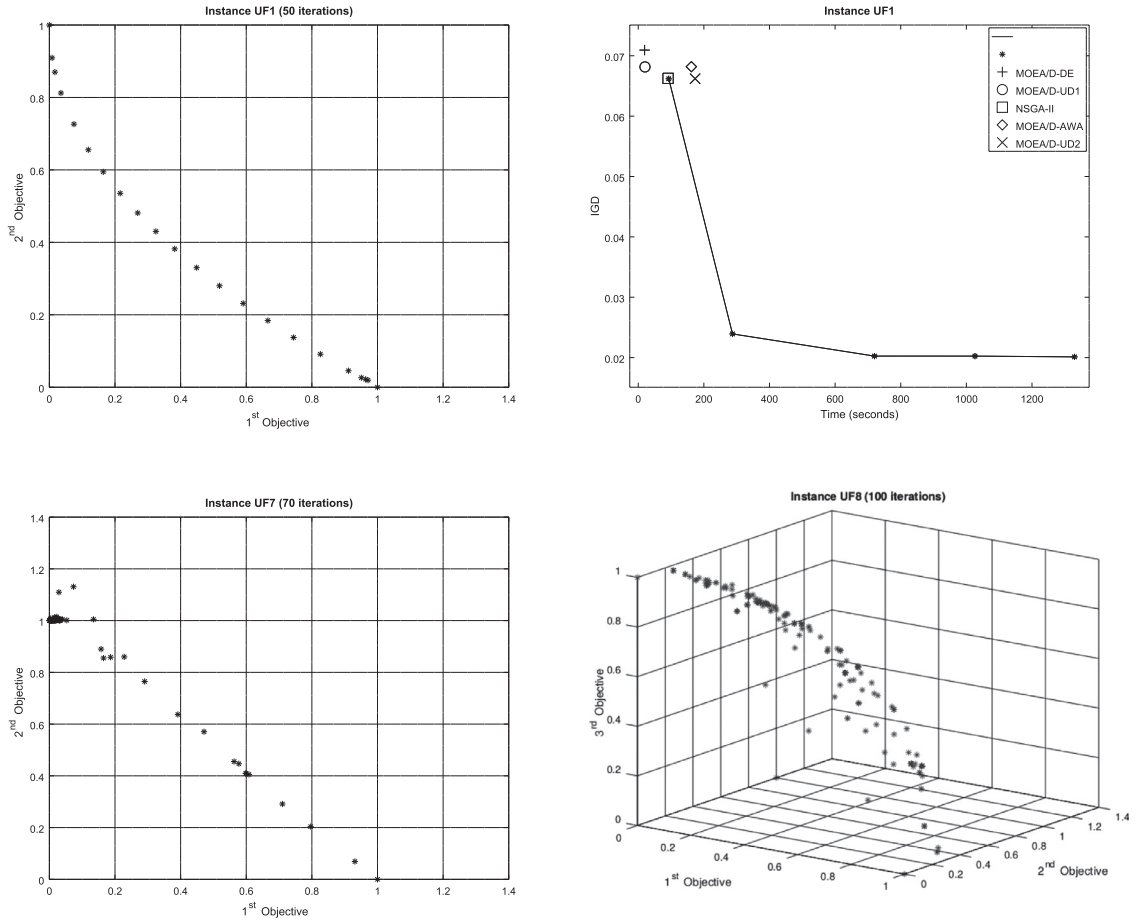 Instance UF1 (50 iterations)
1
0.8
0.6
0.4
0.2
0
2nd Objective
0 0.2 0.4 0.6 0.8 1 1.2 1.4
1st Objective
Instance UF1
0.07
0.06
0.05
0.04
0.03
0.02
IGD
0 200 400 600 800 1000 1200
Time (seconds)
MOEA/D-DE
MOEA/D-UD1
NSGA-II
MOEA/D-AWA
MOEA/D-UD2
Instance UF7 (70 iterations)
1.4
1.2
1
0.8
0.6
0.4
0.2
0
2nd Objective
0 0.2 0.4 0.6 0.8 1 1.2 1.4
1st Objective
Instance UF8 (100 iterations)
1
0.8
0.6
0.4
0.2
0
3rd Objective
0 0.2 0.4 0.6 0.8 1
1st Objective
0 0.2 0.4 0.6 0.8 1 1.2 1.4
2nd Objective